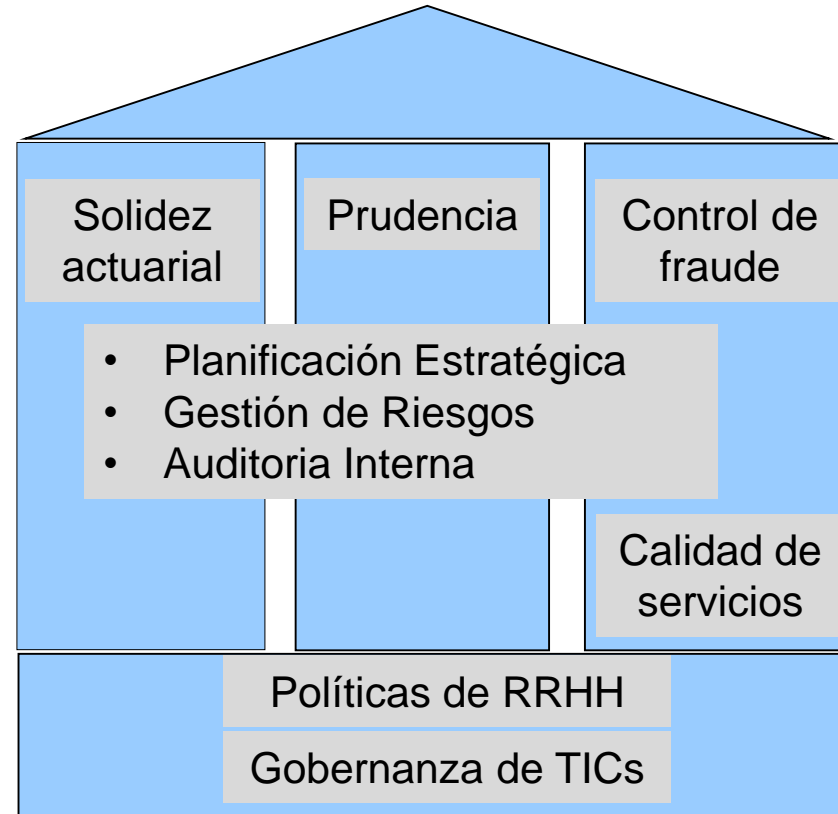 Solidez
actuarial
Prudencia
Control de
fraude
• Planificación Estratégica
• Gestión de Riesgos
• Auditoria Interna
Calidad de
servicios
Políticas de RRHH
Gobernanza de TICs